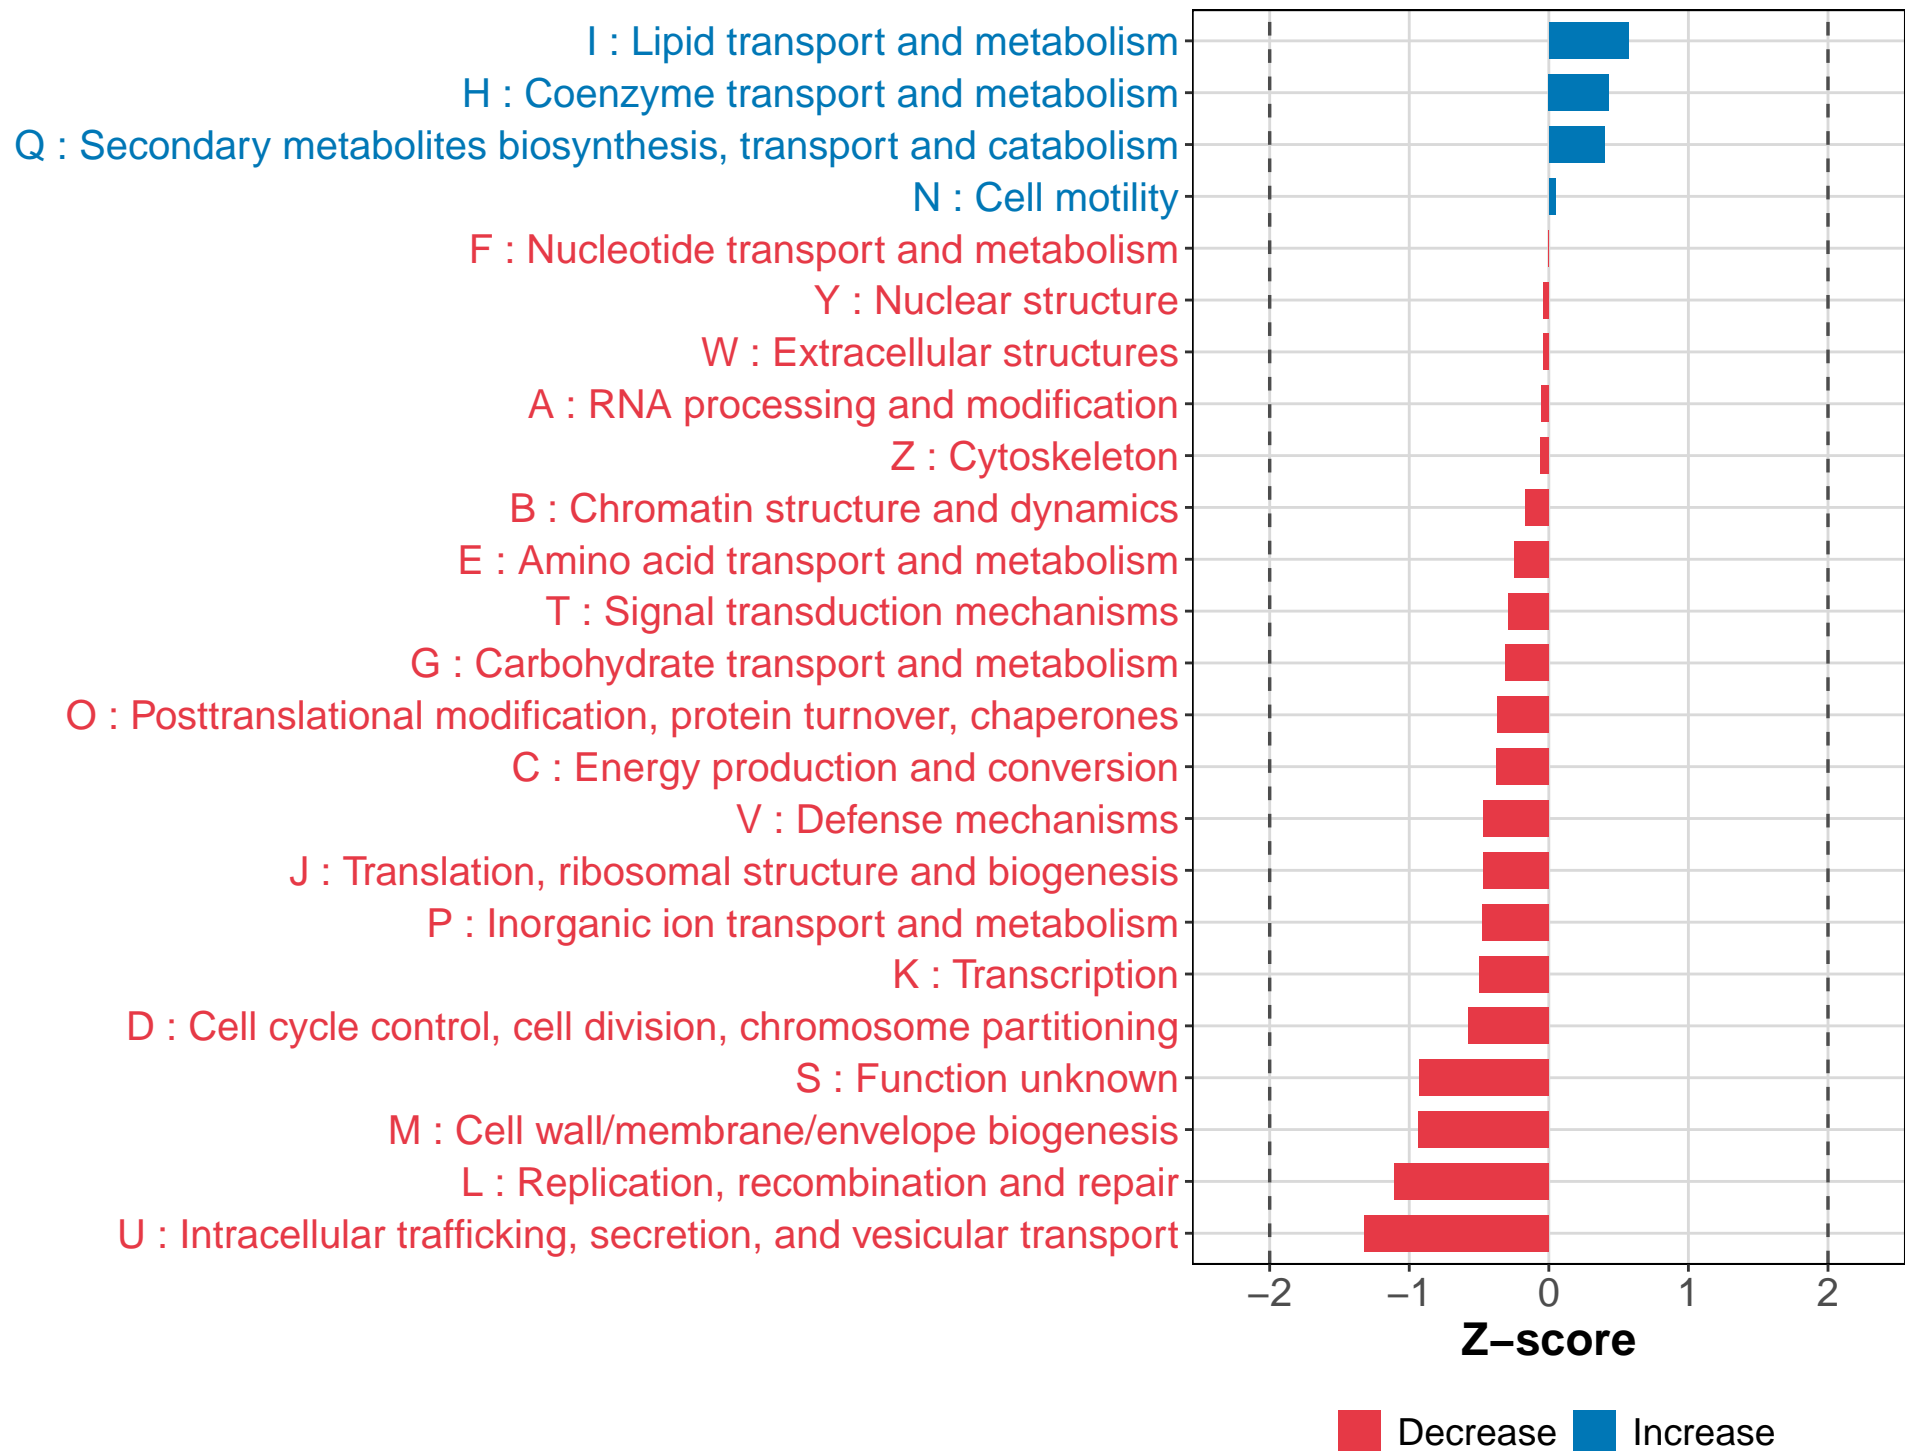 I : Lipid transport and metabolism
H : Coenzyme transport and metabolism
Q : Secondary metabolites biosynthesis, transport and catabolism
N : Cell motility
F : Nucleotide transport and metabolism
Y : Nuclear structure
W : Extracellular structures
A : RNA processing and modification
Z : Cytoskeleton
B : Chromatin structure and dynamics
E : Amino acid transport and metabolism
T : Signal transduction mechanisms
G : Carbohydrate transport and metabolism
O : Posttranslational modification, protein turnover, chaperones
C : Energy production and conversion
V : Defense mechanisms
J : Translation, ribosomal structure and biogenesis
P : Inorganic ion transport and metabolism
K : Transcription
D : Cell cycle control, cell division, chromosome partitioning
S : Function unknown
M : Cell wall/membrane/envelope biogenesis
L : Replication, recombination and repair
U : Intracellular trafficking, secretion, and vesicular transport
−2 −1 0 1 2
Z−score
Decrease Increase